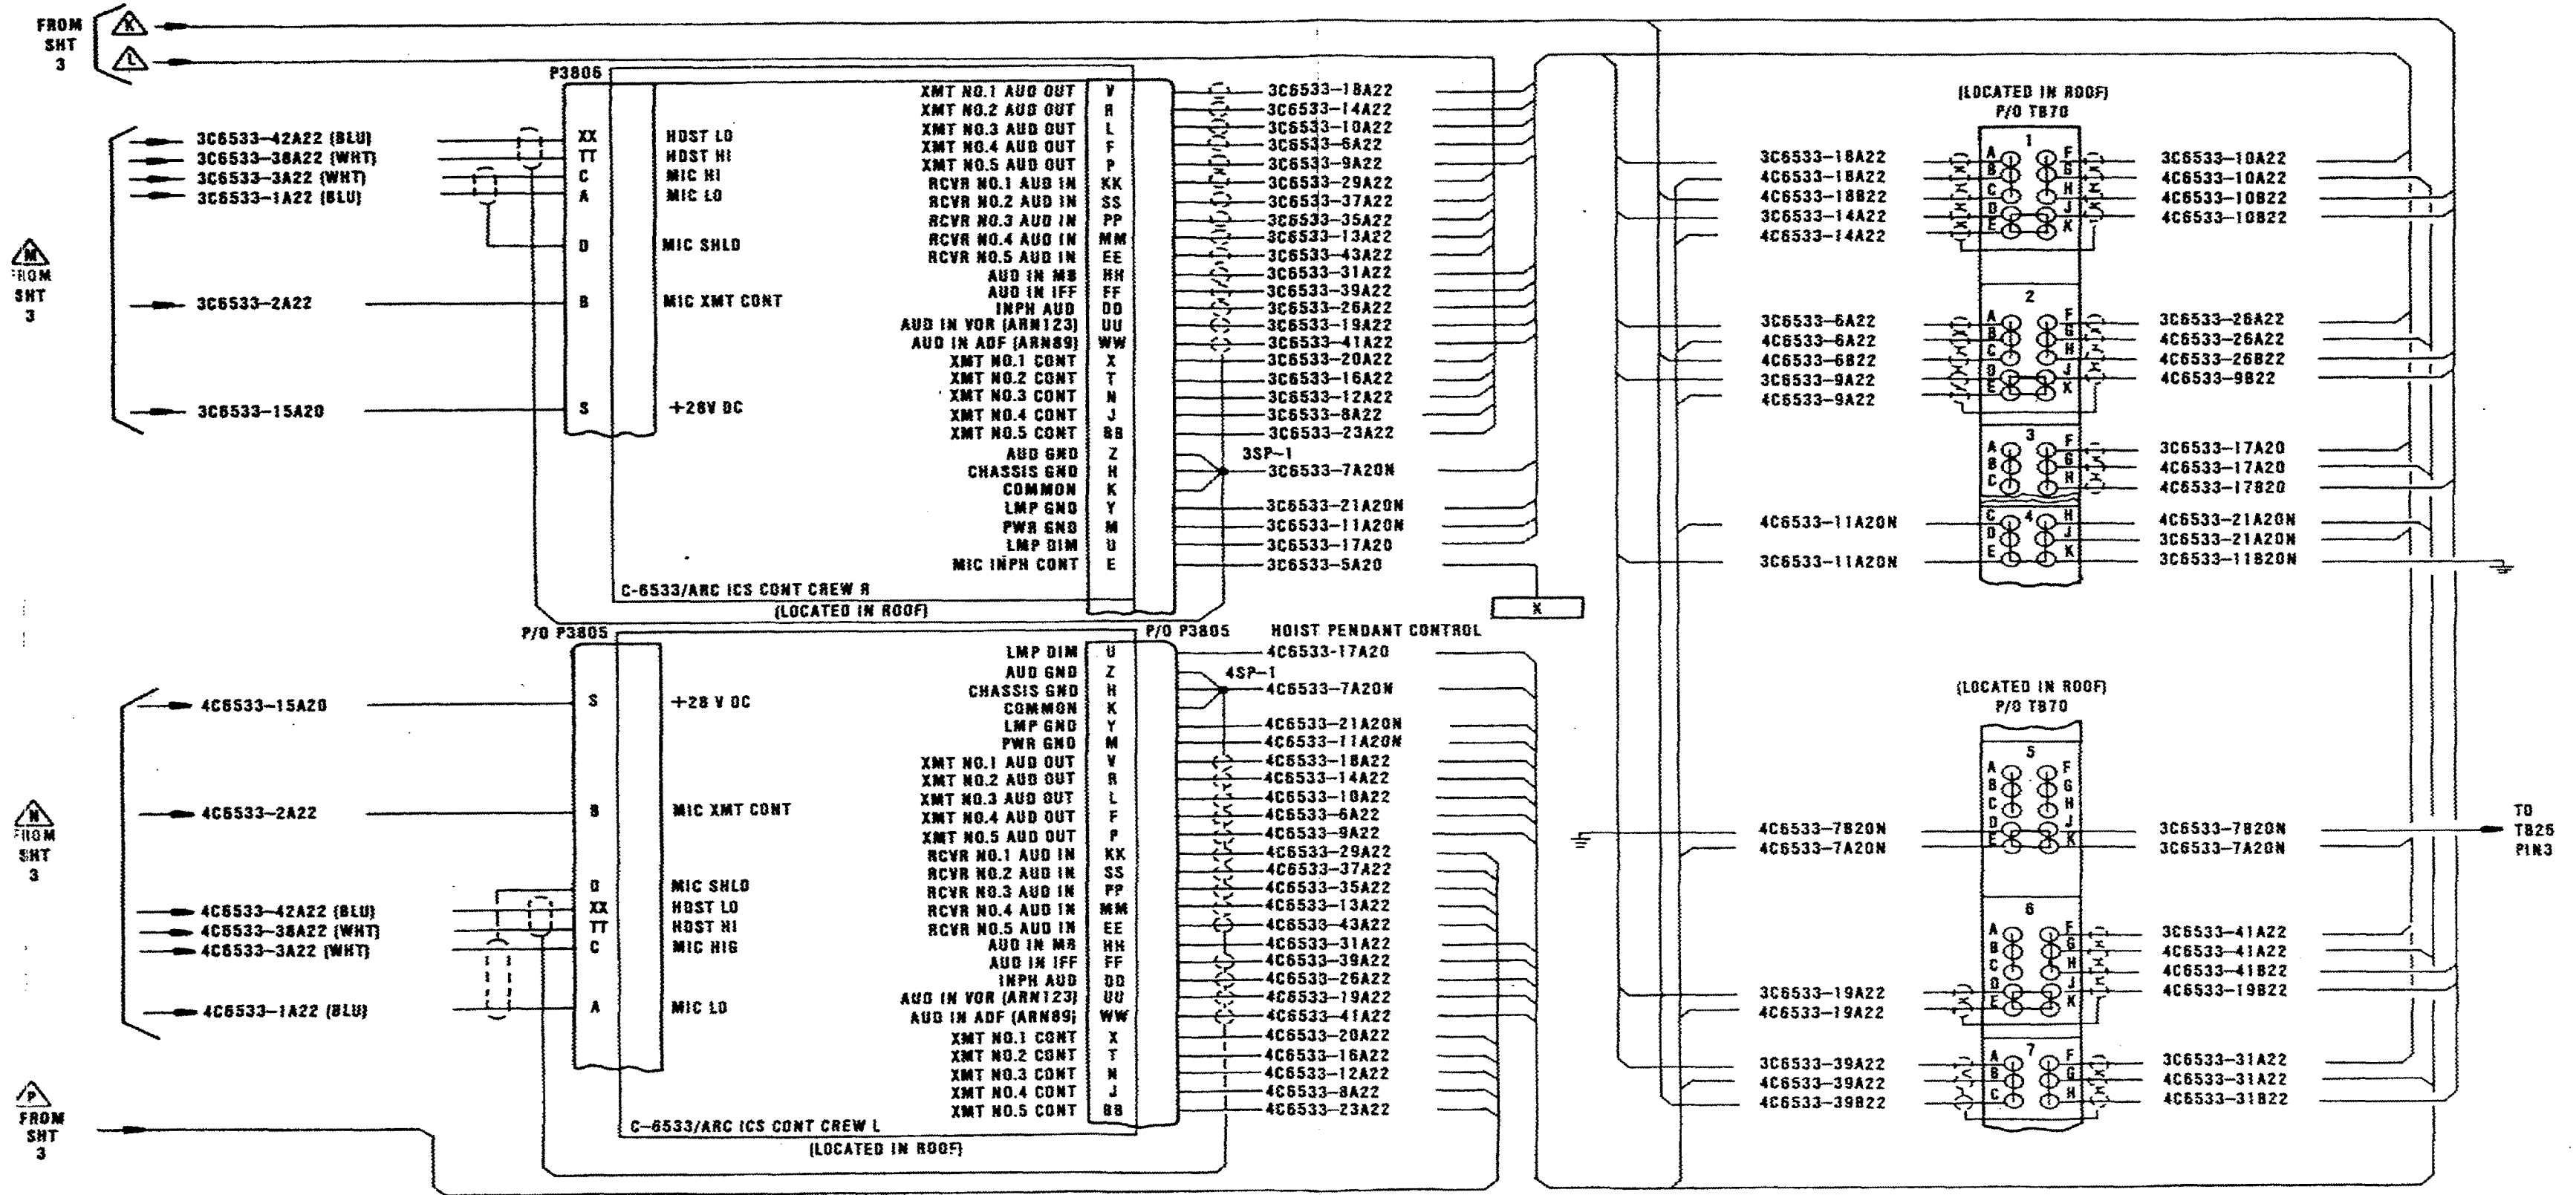 FROM
SHT
3
K
L
M
FROM
SHT
3
3C6533-42A22 (BLU)
3C6533-38A22 (WHT)
3C6533-3A22 (WHT)
3C6533-1A22 (BLU)
3C6533-2A22
3C6533-15A20
P3806
XX HDST LO
TT HDST HI
C MIC HI
A MIC LO
D MIC SHLD
B MIC XMT CONT
S +28V DC
XMT NO.1 AUD OUT V 3C6533-18A22
XMT NO.2 AUD OUT R 3C6533-14A22
XMT NO.3 AUD OUT L 3C6533-10A22
XMT NO.4 AUD OUT F 3C6533-6A22
XMT NO.5 AUD OUT P 3C6533-9A22
RCVR NO.1 AUD IN KK 3C6533-29A22
RCVR NO.2 AUD IN SS 3C6533-37A22
RCVR NO.3 AUD IN PP 3C6533-35A22
RCVR NO.4 AUD IN MM 3C6533-13A22
RCVR NO.5 AUD IN EE 3C6533-43A22
AUD IN MB HH 3C6533-31A22
AUD IN IFF FF 3C6533-39A22
INPH AUD DD 3C6533-26A22
AUD IN VOR (ARN123) UU 3C6533-19A22
AUD IN ADF (ARN89) WW 3C6533-41A22
XMT NO.1 CONT X 3C6533-20A22
XMT NO.2 CONT T 3C6533-16A22
XMT NO.3 CONT N 3C6533-12A22
XMT NO.4 CONT J 3C6533-8A22
XMT NO.5 CONT BB 3C6533-23A22
AUD GND Z 3SP-1
CHASSIS GND H 3C6533-7A20N
COMMON K
LMP GND Y 3C6533-21A20N
PWR GND M 3C6533-11A20N
LMP DIM U 3C6533-17A20
MIC INPH CONT E 3C6533-5A20
C-6533/ARC ICS CONT CREW R
(LOCATED IN ROOF)
K
HOIST PENDANT CONTROL
N
FROM
SHT
3
4C6533-15A20
4C6533-2A22
4C6533-42A22 (BLU)
4C6533-38A22 (WHT)
4C6533-3A22 (WHT)
4C6533-1A22 (BLU)
P
FROM
SHT
3
P/O P3805
S +28 V DC
B MIC XMT CONT
D MIC SHLD
XX HDST LO
TT HDST HI
C MIC HIG
A MIC LO
P/O P3805
LMP DIM U 4C6533-17A20
AUD GND Z 4SP-1
CHASSIS GND H 4C6533-7A20N
COMMON K
LMP GND Y 4C6533-21A20N
PWR GND M 4C6533-11A20N
XMT NO.1 AUD OUT V 4C6533-18A22
XMT NO.2 AUD OUT R 4C6533-14A22
XMT NO.3 AUD OUT L 4C6533-10A22
XMT NO.4 AUD OUT F 4C6533-6A22
XMT NO.5 AUD OUT P 4C6533-9A22
RCVR NO.1 AUD IN KK 4C6533-29A22
RCVR NO.2 AUD IN SS 4C6533-37A22
RCVR NO.3 AUD IN PP 4C6533-35A22
RCVR NO.4 AUD IN MM 4C6533-13A22
RCVR NO.5 AUD IN EE 4C6533-43A22
AUD IN MB HH 4C6533-31A22
AUD IN IFF FF 4C6533-39A22
INPH AUD DD 4C6533-26A22
AUD IN VOR (ARN123) UU 4C6533-19A22
AUD IN ADF (ARN89) WW 4C6533-41A22
XMT NO.1 CONT X 4C6533-20A22
XMT NO.2 CONT T 4C6533-16A22
XMT NO.3 CONT N 4C6533-12A22
XMT NO.4 CONT J 4C6533-8A22
XMT NO.5 CONT BB 4C6533-23A22
C-6533/ARC ICS CONT CREW L
(LOCATED IN ROOF)
(LOCATED IN ROOF)
P/O TB70
1
3C6533-18A22 A F 3C6533-10A22
4C6533-18A22 B G 4C6533-10A22
4C6533-18B22 C H 4C6533-10B22
3C6533-14A22 D J 4C6533-10B22
4C6533-14A22 E K
2
3C6533-6A22 A F 3C6533-26A22
4C6533-6A22 B G 4C6533-26A22
4C6533-6B22 C H 4C6533-26B22
3C6533-9A22 D J 4C6533-9B22
4C6533-9A22 E K
3
A F 3C6533-17A20
B G 4C6533-17A20
C H 4C6533-17B20
4
4C6533-11A20N C H 4C6533-21A20N
D J 3C6533-21A20N
3C6533-11A20N E K 3C6533-11B20N
(LOCATED IN ROOF)
P/O TB70
5
A F
B G
C H
4C6533-7B20N D J 3C6533-7B20N
4C6533-7A20N E K 3C6533-7A20N
TO
TB26
PIN3
6
A F 3C6533-41A22
B G 4C6533-41A22
C H 4C6533-41B22
3C6533-19A22 D J 4C6533-19B22
4C6533-19A22 E K
7
3C6533-39A22 A F 3C6533-31A22
4C6533-39A22 B G 4C6533-31A22
4C6533-39B22 C H 4C6533-31B22